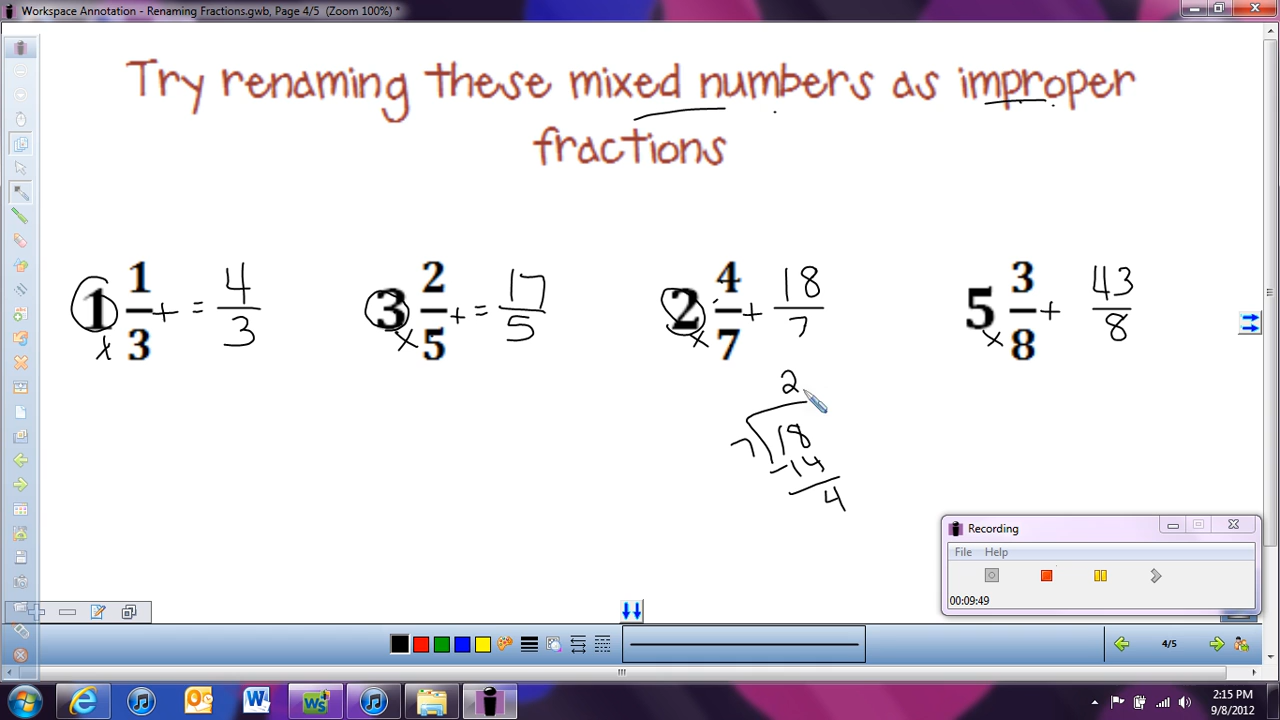 Workspace Annotation - Renaming Fractions.gwb, Page 4/5 (Zoom 100%) *
Try renaming these mixed numbers as improper
fractions
1 1/3 + = 4/3
x
3 2/5 + = 17/5
x
2 4/7 + 18/7
x
5 3/8 + 43/8
x
2
7 18
-14
4
Recording
File Help
00:09:49
4/5
2:15 PM
9/8/2012